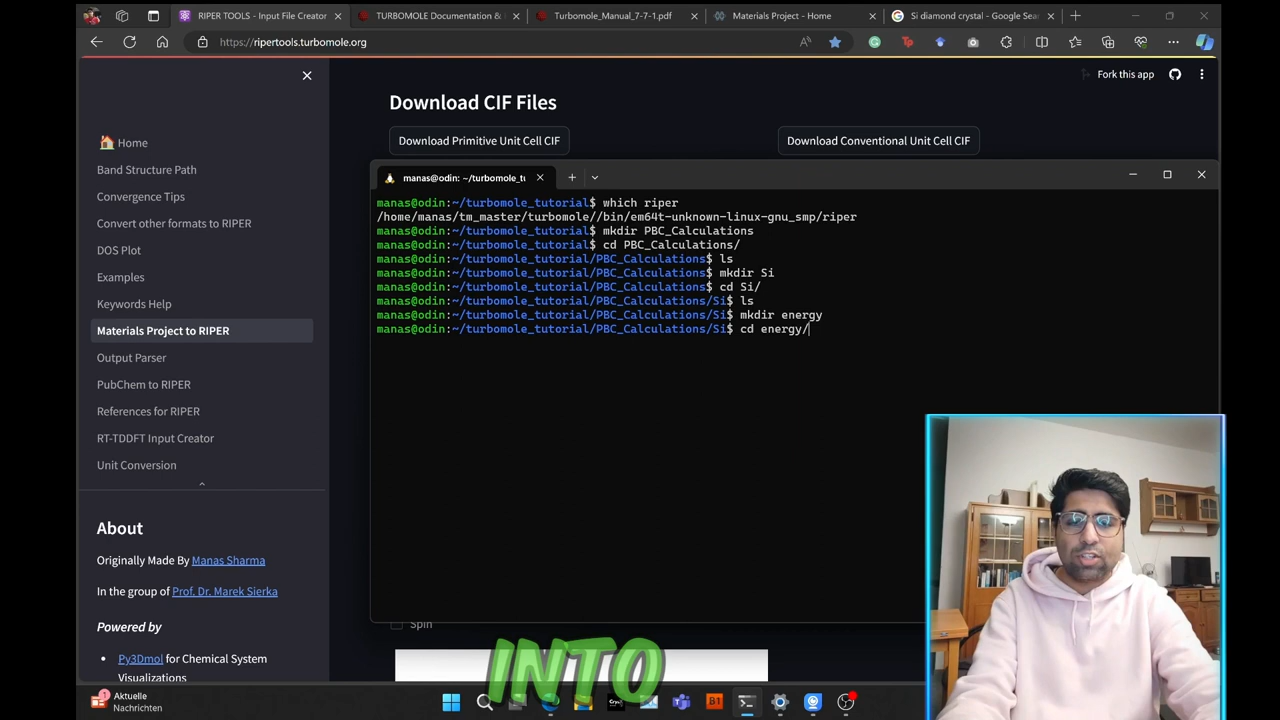 RIPER TOOLS - Input File Creator
TURBOMOLE Documentation &
Turbomole_Manual_7-7-1.pdf
Materials Project - Home
Si diamond crystal - Google Sea
https://ripertools.turbomole.org
Fork this app
Home
Band Structure Path
Convergence Tips
Convert other formats to RIPER
DOS Plot
Examples
Keywords Help
Materials Project to RIPER
Output Parser
PubChem to RIPER
References for RIPER
RT-TDDFT Input Creator
Unit Conversion
About
Originally Made By Manas Sharma
In the group of Prof. Dr. Marek Sierka
Powered by
Py3Dmol for Chemical System
Visualizations
Download CIF Files
Download Primitive Unit Cell CIF
Download Conventional Unit Cell CIF
manas@odin: ~/turbomole_tu
manas@odin:~/turbomole_tutorial$ which riper
/home/manas/tm_master/turbomole//bin/em64t-unknown-linux-gnu_smp/riper
manas@odin:~/turbomole_tutorial$ mkdir PBC_Calculations
manas@odin:~/turbomole_tutorial$ cd PBC_Calculations/
manas@odin:~/turbomole_tutorial/PBC_Calculations$ ls
manas@odin:~/turbomole_tutorial/PBC_Calculations$ mkdir Si
manas@odin:~/turbomole_tutorial/PBC_Calculations$ cd Si/
manas@odin:~/turbomole_tutorial/PBC_Calculations/Si$ ls
manas@odin:~/turbomole_tutorial/PBC_Calculations/Si$ mkdir energy
manas@odin:~/turbomole_tutorial/PBC_Calculations/Si$ cd energy/
Spin
INTO
Aktuelle
Nachrichten